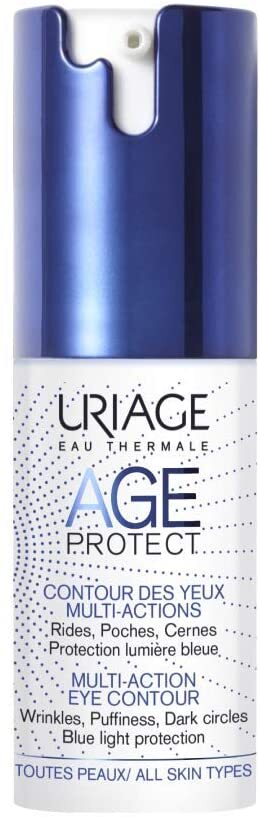 URIAGE
EAU THERMALE
AGE
PROTECT
CONTOUR DES YEUX
MULTI-ACTIONS
Rides, Poches, Cernes
Protection lumière bleue
MULTI-ACTION
EYE CONTOUR
Wrinkles, Puffiness, Dark circles
Blue light protection
TOUTES PEAUX/ ALL SKIN TYPES